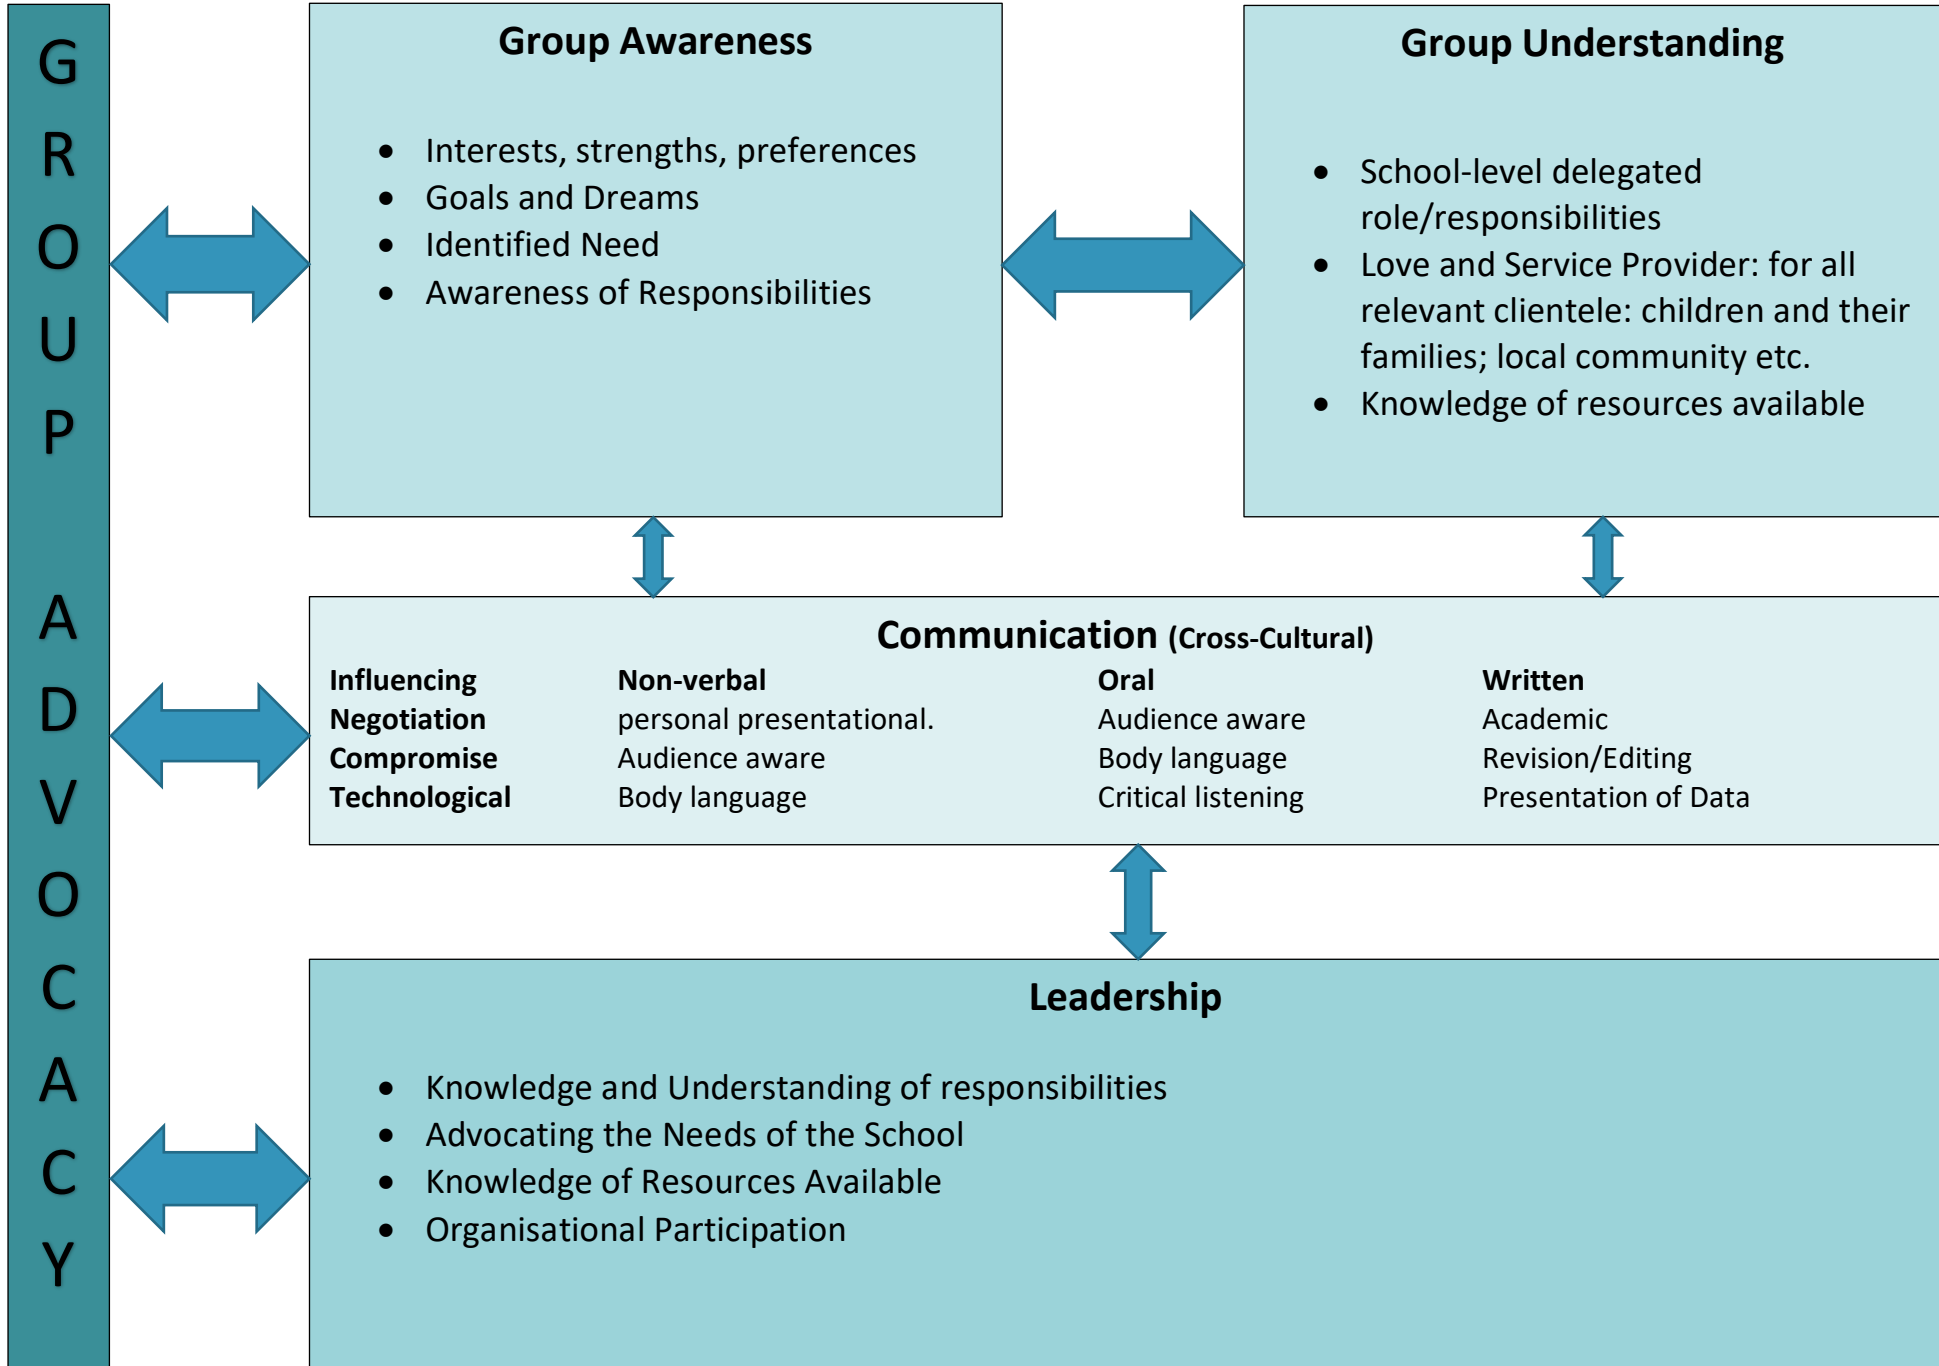 GROUP ADVOCACY
Group Awareness
• Interests, strengths, preferences
• Goals and Dreams
• Identified Need
• Awareness of Responsibilities
Group Understanding
• School-level delegated
role/responsibilities
• Love and Service Provider: for all
relevant clientele: children and their
families; local community etc.
• Knowledge of resources available
Communication (Cross-Cultural)
Influencing Non-verbal Oral Written
Negotiation personal presentational. Audience aware Academic
Compromise Audience aware Body language Revision/Editing
Technological Body language Critical listening Presentation of Data
Leadership
• Knowledge and Understanding of responsibilities
• Advocating the Needs of the School
• Knowledge of Resources Available
• Organisational Participation